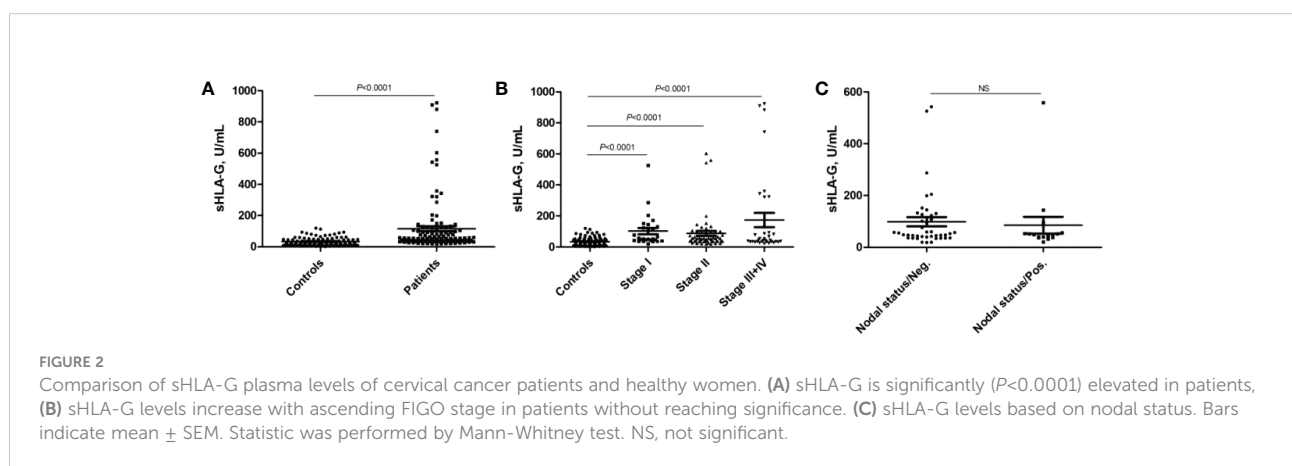 A
P<0.0001
1000
800
600
400
200
0
sHLA-G, U/mL
Controls
Patients
B
P<0.0001
P<0.0001
P<0.0001
1000
800
600
400
200
0
sHLA-G, U/mL
Controls
Stage I
Stage II
Stage III+IV
C
NS
600
400
200
0
sHLA-G, U/mL
Nodal status/Neg.
Nodal status/Pos.
FIGURE 2
Comparison of sHLA-G plasma levels of cervical cancer patients and healthy women. (A) sHLA-G is significantly (P<0.0001) elevated in patients,
(B) sHLA-G levels increase with ascending FIGO stage in patients without reaching significance. (C) sHLA-G levels based on nodal status. Bars
indicate mean ± SEM. Statistic was performed by Mann-Whitney test. NS, not significant.